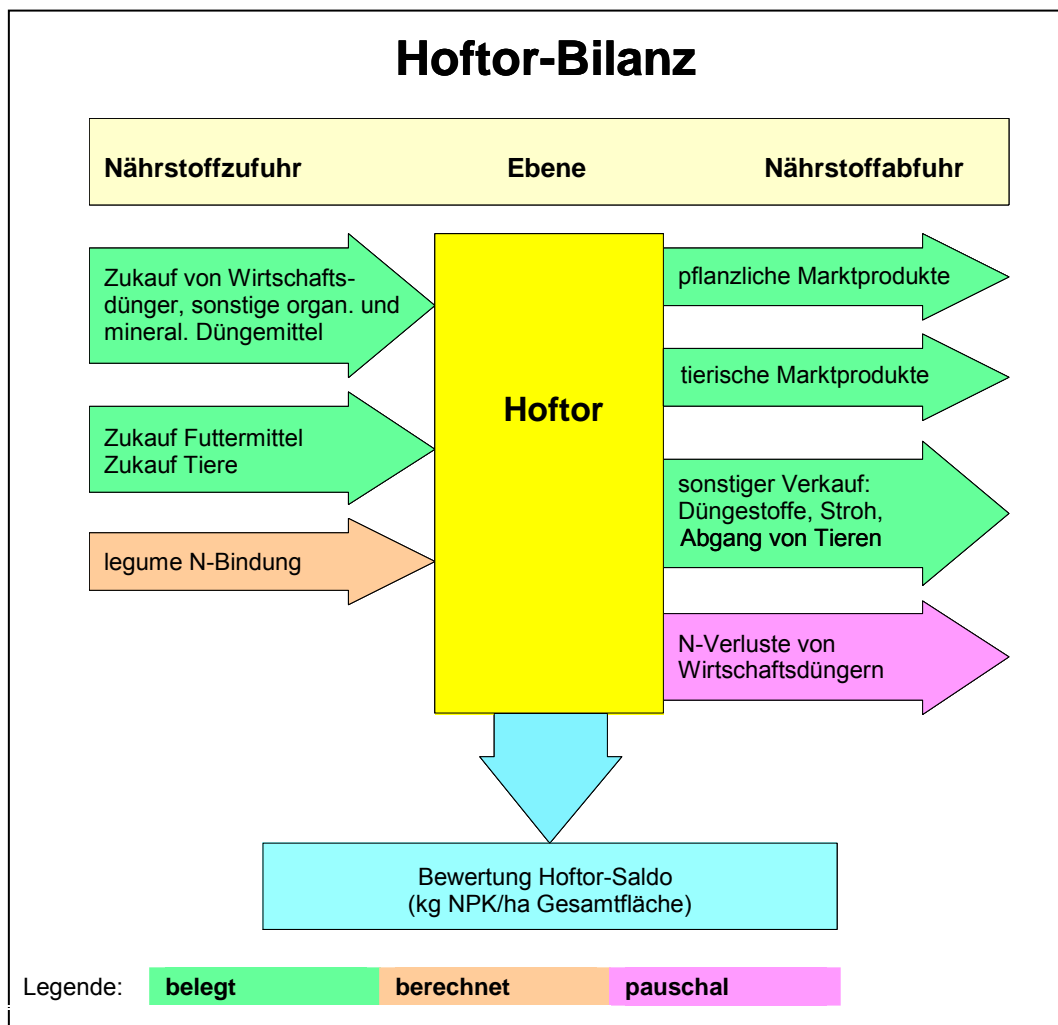 Hoftor-Bilanz
Nährstoffzufuhr Ebene Nährstoffabfuhr
Zukauf von Wirtschafts-
dünger, sonstige organ. und
mineral. Düngemittel
Zukauf Futtermittel
Zukauf Tiere
legume N-Bindung
Hoftor
pflanzliche Marktprodukte
tierische Marktprodukte
sonstiger Verkauf:
Düngestoffe, Stroh,
Abgang von Tieren
N-Verluste von
Wirtschaftsdüngern
Bewertung Hoftor-Saldo
(kg NPK/ha Gesamtfläche)
Legende: belegt berechnet pauschal